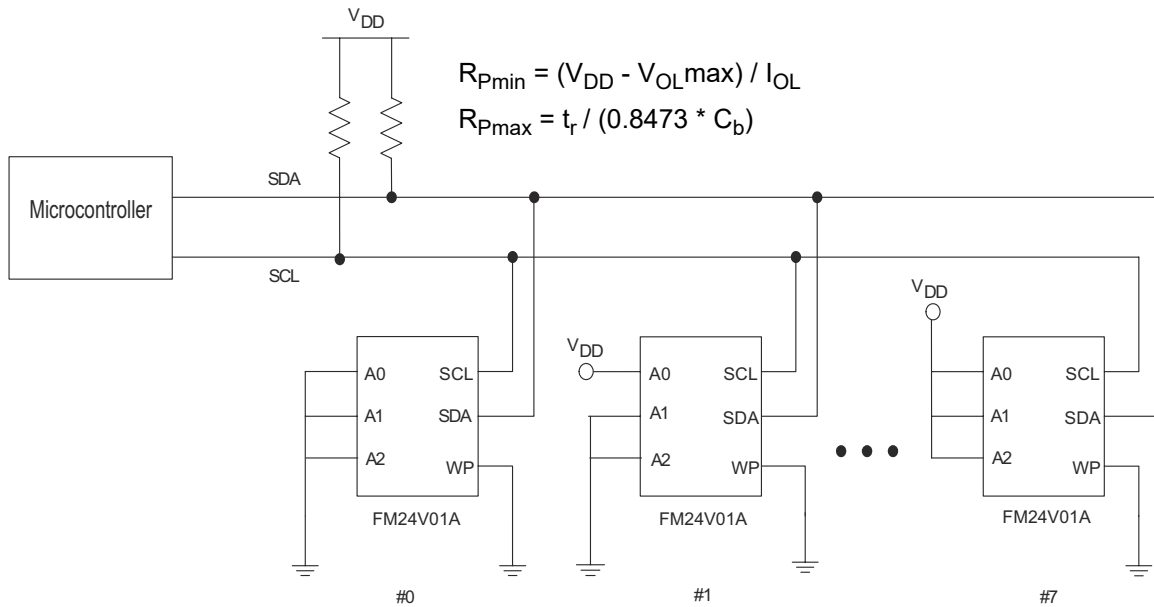 VDD
RPmin = (VDD - VOLmax) / IOL
RPmax = tr / (0.8473 * Cb)
SDA
Microcontroller
SCL
VDD
VDD
A0
SCL
A1
SDA
A2
WP
FM24V01A
A0
SCL
A1
SDA
A2
WP
FM24V01A
A0
SCL
A1
SDA
A2
WP
FM24V01A
#0
#1
#7